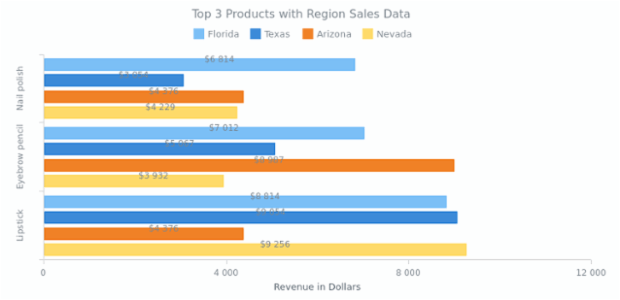 Top 3 Products with Region Sales Data
Florida Texas Arizona Nevada
Nail polish
$6 814
$4 376
$4 229
Eyebrow pencil
$7 012
$3 932
Lipstick
$8 814
$4 376
$9 256
0 4 000 8 000 12 000
Revenue in Dollars